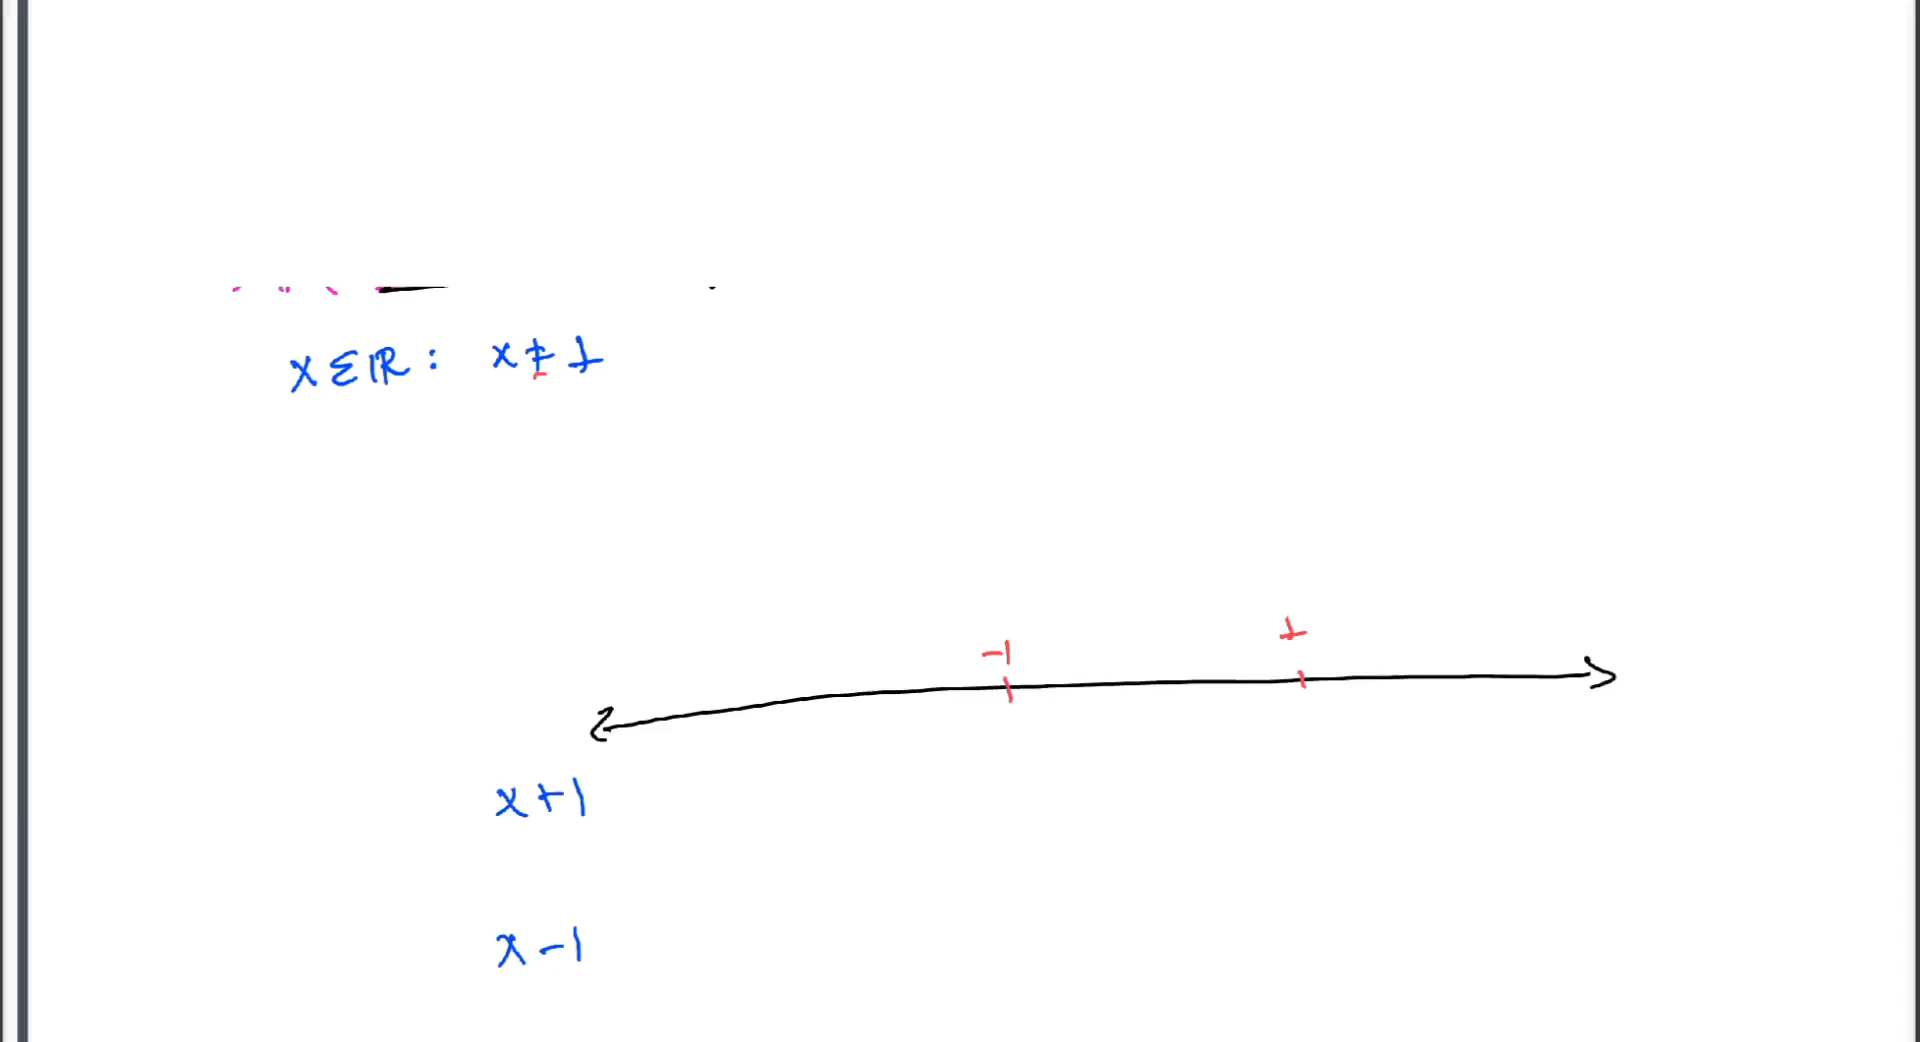 x ∈ ℝ : x ≠ 1
-1 1
x + 1
x - 1